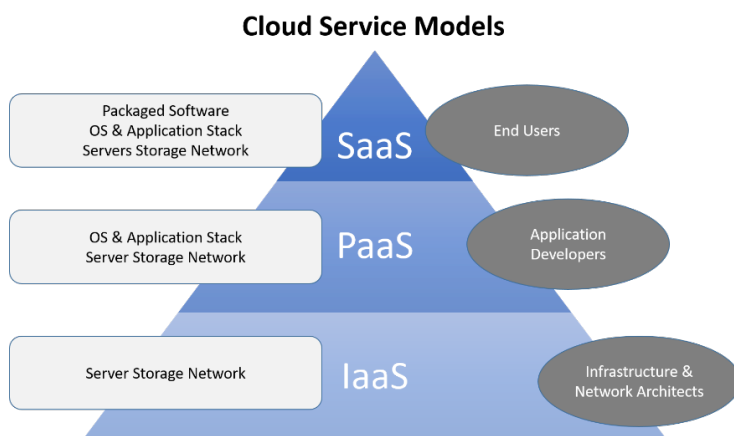 Cloud Service Models
Packaged Software
OS & Application Stack
Servers Storage Network
SaaS
End Users
OS & Application Stack
Server Storage Network
PaaS
Application
Developers
Server Storage Network
IaaS
Infrastructure &
Network Architects